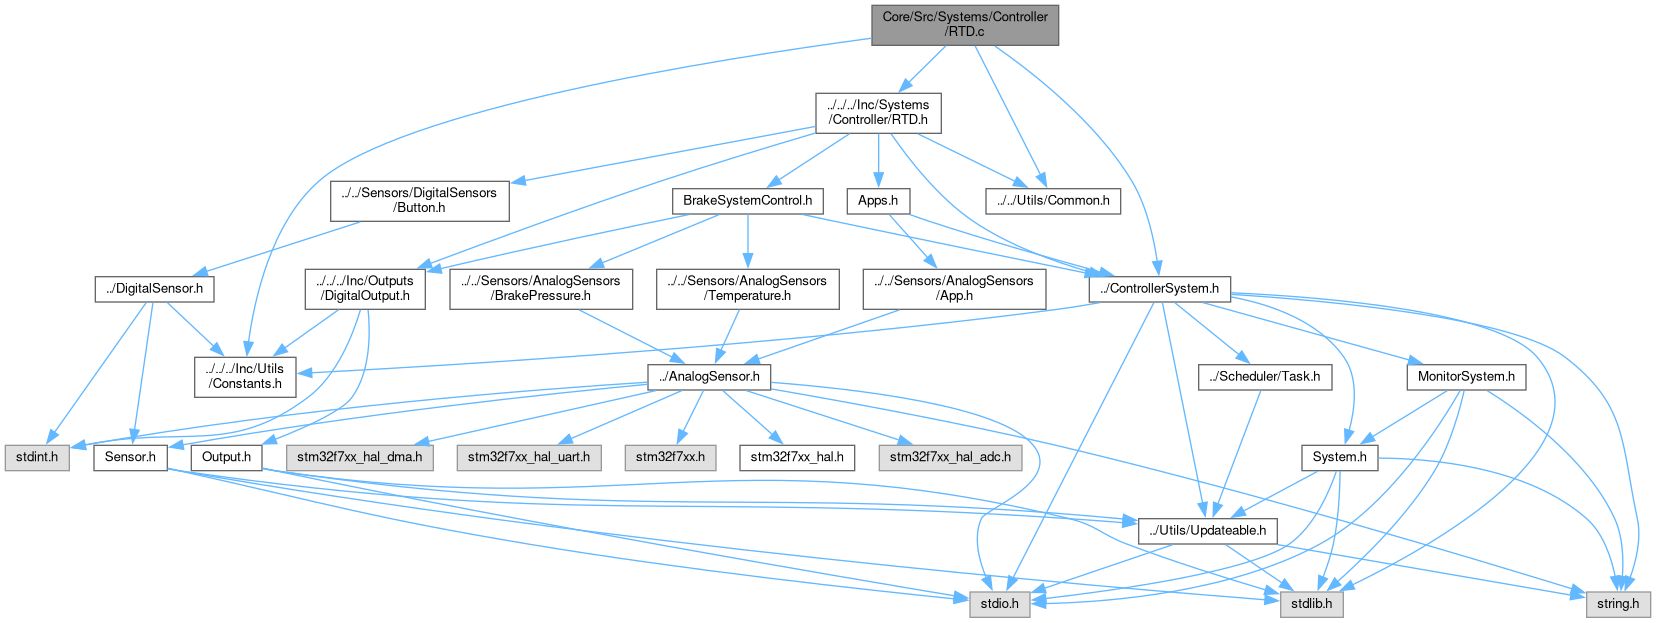 Core/Src/Systems/Controller
/RTD.c
../../../Inc/Systems
/Controller/RTD.h
../../Sensors/DigitalSensors
/Button.h
BrakeSystemControl.h
Apps.h
../../Utils/Common.h
../DigitalSensor.h
../../../Inc/Outputs
/DigitalOutput.h
../../Sensors/AnalogSensors
/BrakePressure.h
../../Sensors/AnalogSensors
/Temperature.h
../../Sensors/AnalogSensors
/App.h
../ControllerSystem.h
../../../Inc/Utils
/Constants.h
../AnalogSensor.h
../Scheduler/Task.h
MonitorSystem.h
stdint.h
Sensor.h
Output.h
stm32f7xx_hal_dma.h
stm32f7xx_hal_uart.h
stm32f7xx.h
stm32f7xx_hal.h
stm32f7xx_hal_adc.h
System.h
../Utils/Updateable.h
stdio.h
stdlib.h
string.h